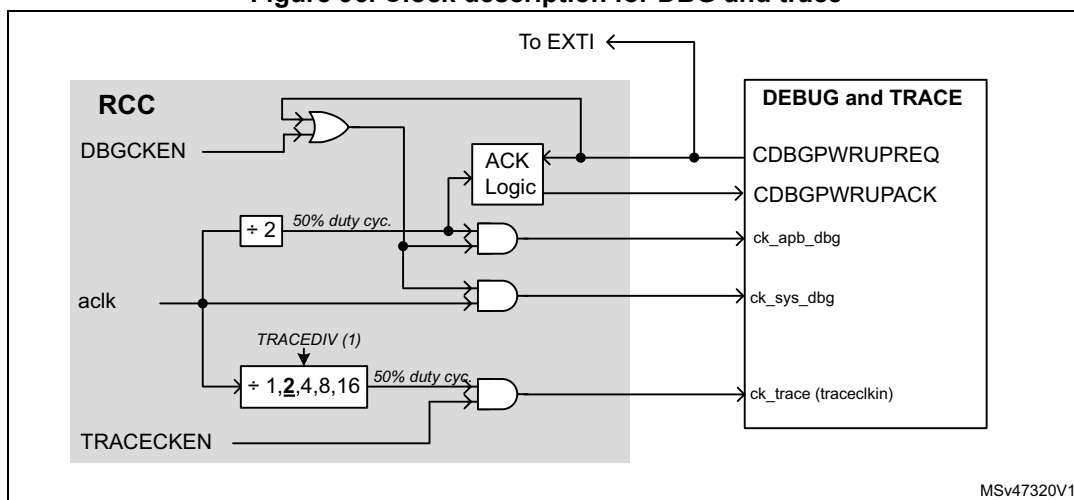 Figure 90. Clock description for DBG and trace
To EXTI
RCC
DEBUG and TRACE
DBGCKEN
ACK
Logic
CDBGPWRUPREQ
CDBGPWRUPACK
÷ 2
50% duty cyc.
ck_apb_dbg
aclk
ck_sys_dbg
TRACEDIV (1)
÷ 1,2,4,8,16
50% duty cyc.
ck_trace (traceclkin)
TRACECKEN
MSv47320V1